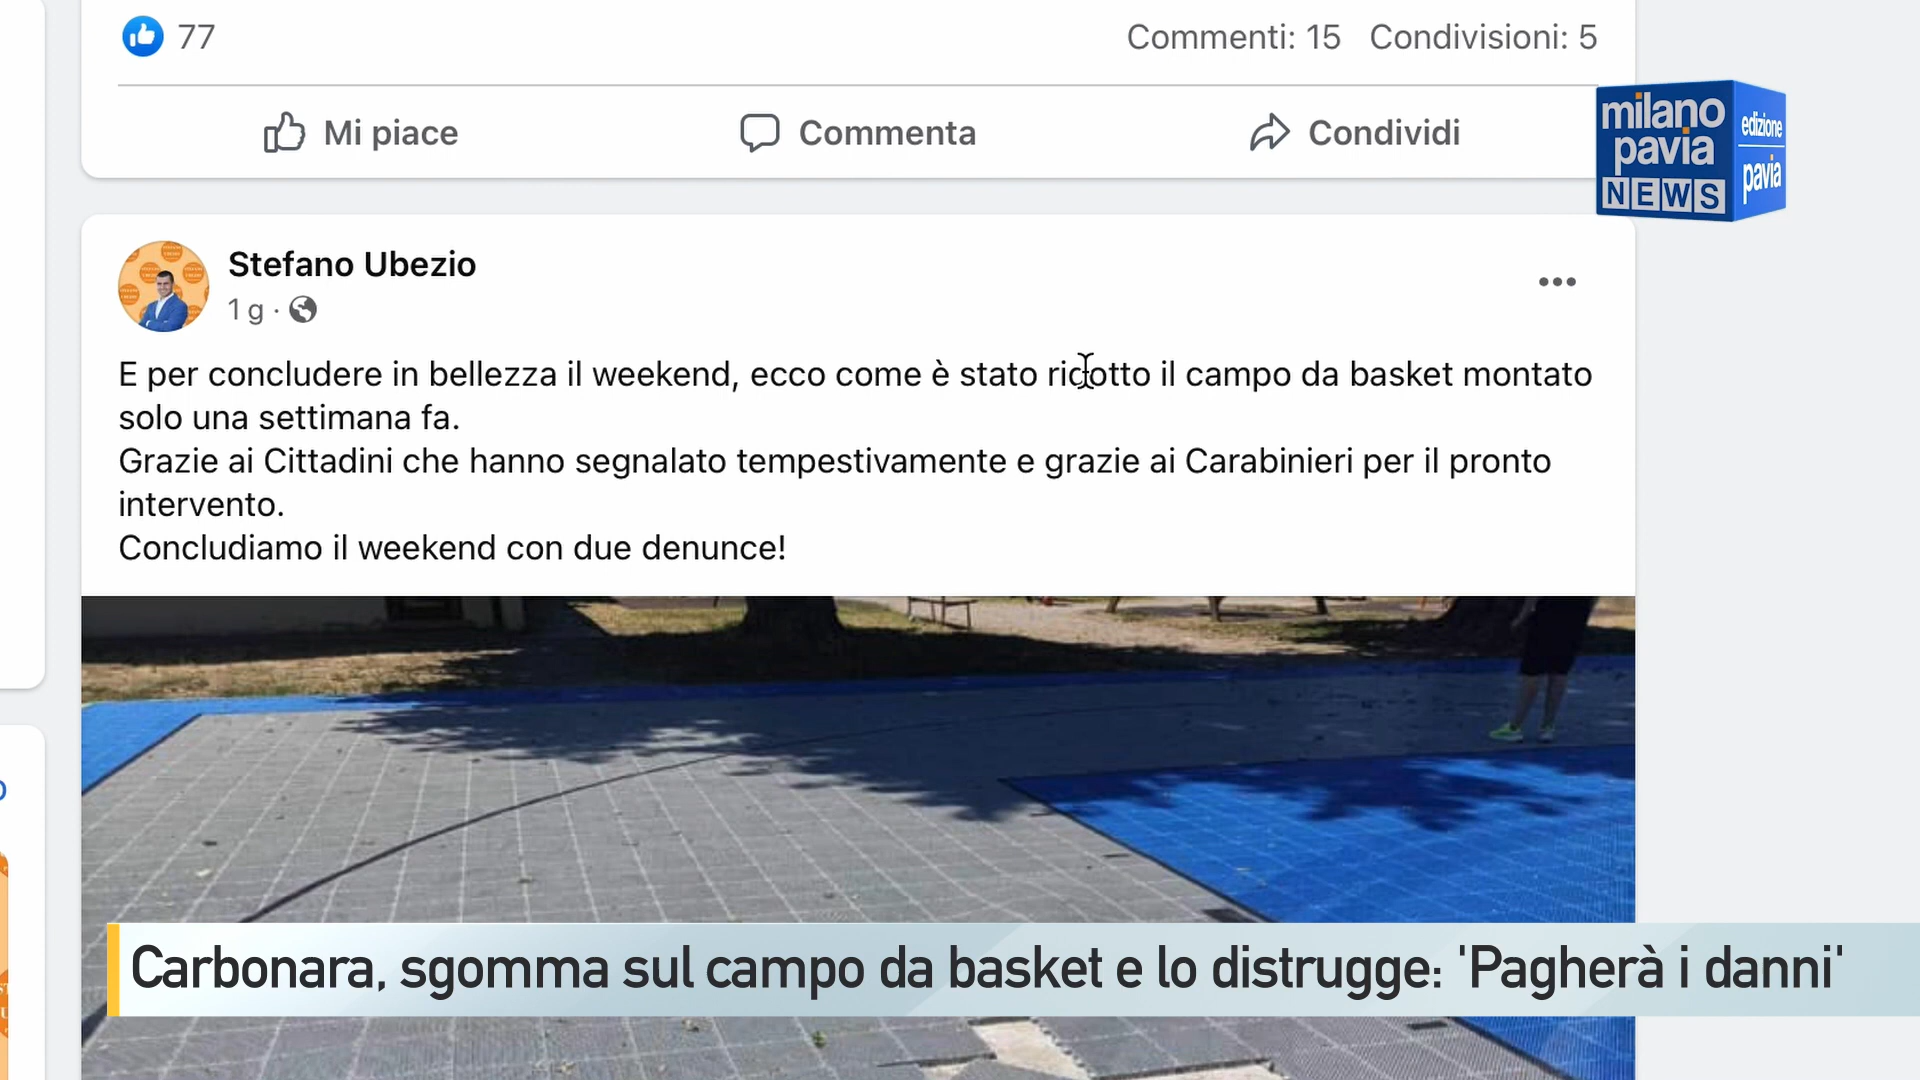 77
Commenti: 15 Condivisioni: 5
Mi piace
Commenta
Condividi
milano
pavia
NEWS
edizione
pavia
Stefano Ubezio
1 g ·
E per concludere in bellezza il weekend, ecco come è stato ridotto il campo da basket montato
solo una settimana fa.
Grazie ai Cittadini che hanno segnalato tempestivamente e grazie ai Carabinieri per il pronto
intervento.
Concludiamo il weekend con due denunce!
Carbonara, sgomma sul campo da basket e lo distrugge: 'Pagherà i danni'